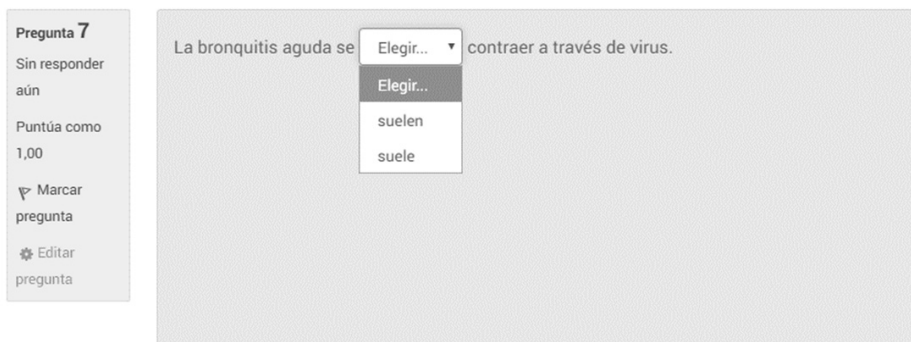 Pregunta 7
Sin responder
aún
Puntúa como
1,00
Marcar
pregunta
Editar
pregunta
La bronquitis aguda se Elegir... contraer a través de virus.
Elegir...
suelen
suele